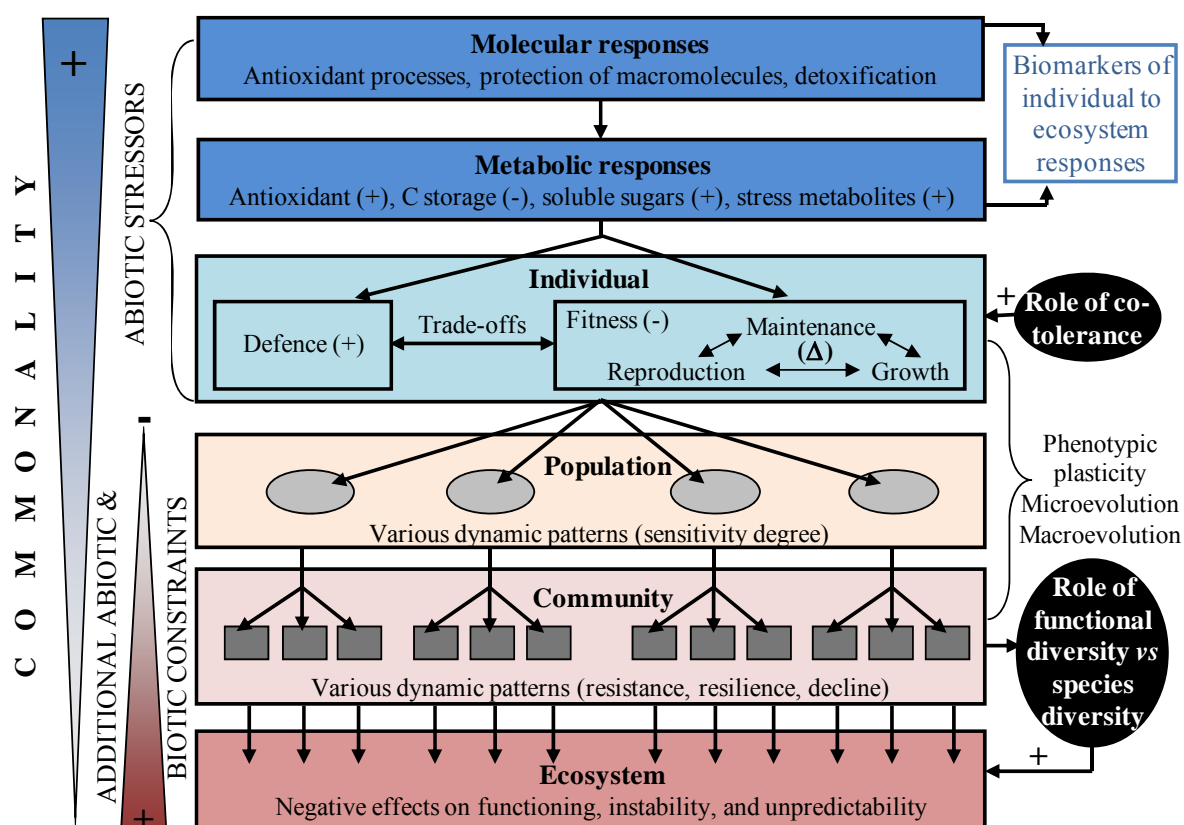 COMMONALITY
+
ABIOTIC STRESSORS
Molecular responses
Antioxidant processes, protection of macromolecules, detoxification
Biomarkers of
individual to
ecosystem
responses
Metabolic responses
Antioxidant (+), C storage (-), soluble sugars (+), stress metabolites (+)
Individual
Defence (+)
Trade-offs
Fitness (-)
Maintenance
(Δ)
Reproduction
Growth
+
Role of co-
tolerance
-
ADDITIONAL ABIOTIC &
BIOTIC CONSTRAINTS
+
Population
Various dynamic patterns (sensitivity degree)
Phenotypic
plasticity
Microevolution
Macroevolution
Community
Various dynamic patterns (resistance, resilience, decline)
Role of
functional
diversity vs
species
diversity
+
Ecosystem
Negative effects on functioning, instability, and unpredictability